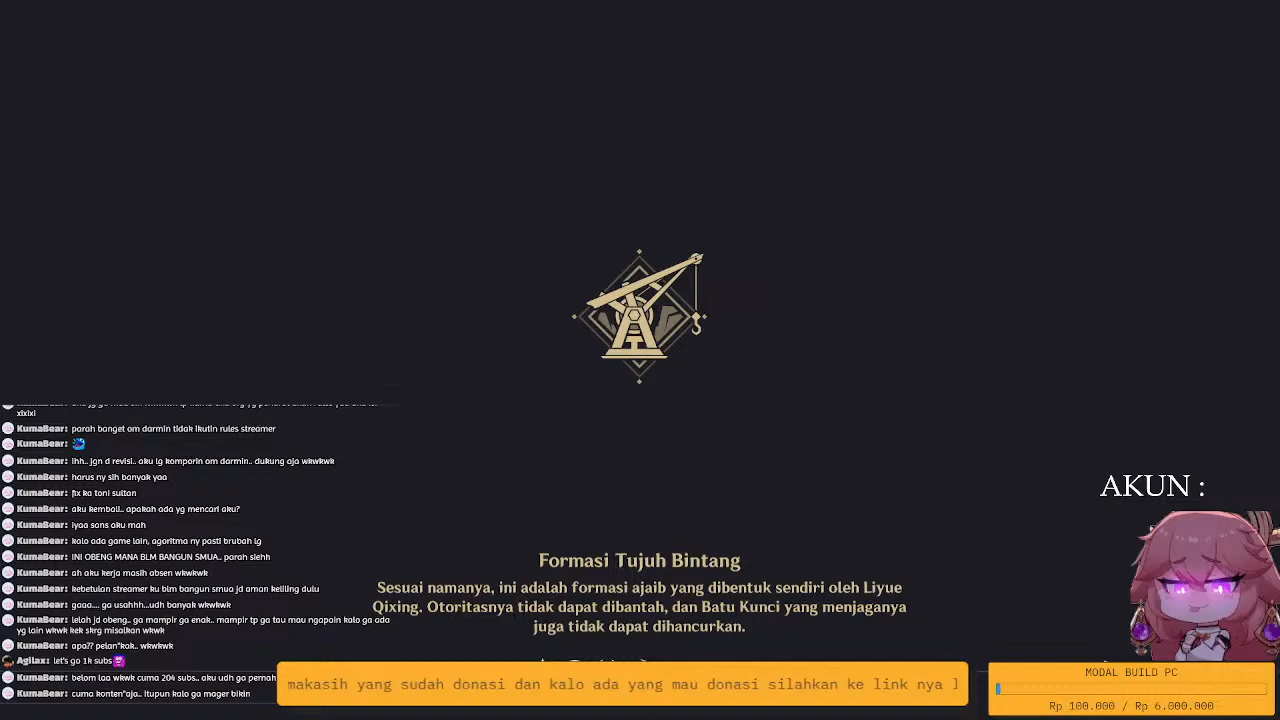 xixixi
KumaBear: parah banget om darmin tidak ikutin rules streamer
KumaBear:
KumaBear: ihh.. jgn d revisi.. aku lg komporin om darmin.. dukung aja wkwkwk
KumaBear: harus ny sih banyak yaa
KumaBear: fix ko toni sultan
KumaBear: aku kembali.. apakah ada yg mencari aku?
KumaBear: iyaa sans aku mah
KumaBear: kalo ada game lain, agoritma ny pasti brubah lg
KumaBear: INI OBENG MANA BLM BANGUN SMUA.. parah siehh
KumaBear: ah aku kerja masih absen wkwkwk
KumaBear: kebetulan streamer ku blm bangun smua jd aman keliling dulu
KumaBear: gaaa.... ga usahhh...udh banyak wkwkwk
KumaBear: lelah jd obeng.. ga mampir ga enak.. mampir tp ga tau mau ngapain kalo ga ada
yg lain wkwk kek skrg misalkan wkwk
KumaBear: apa?? pelan"kak.. wkwkwk
Agilax: let's go 1k subs
KumaBear: belom laa wkwk cuma 204 subs.. aku udh ga pernah
KumaBear: cuma konten"aja.. itupun kalo ga mager bikin
Formasi Tujuh Bintang
Sesuai namanya, ini adalah formasi ajaib yang dibentuk sendiri oleh Liyue
Qixing. Otoritasnya tidak dapat dibantah, dan Batu Kunci yang menjaganya
juga tidak dapat dihancurkan.
makasih yang sudah donasi dan kalo ada yang mau donasi silahkan ke link nya
AKUN :
MODAL BUILD PC
Rp 100.000 / Rp 6.000.000